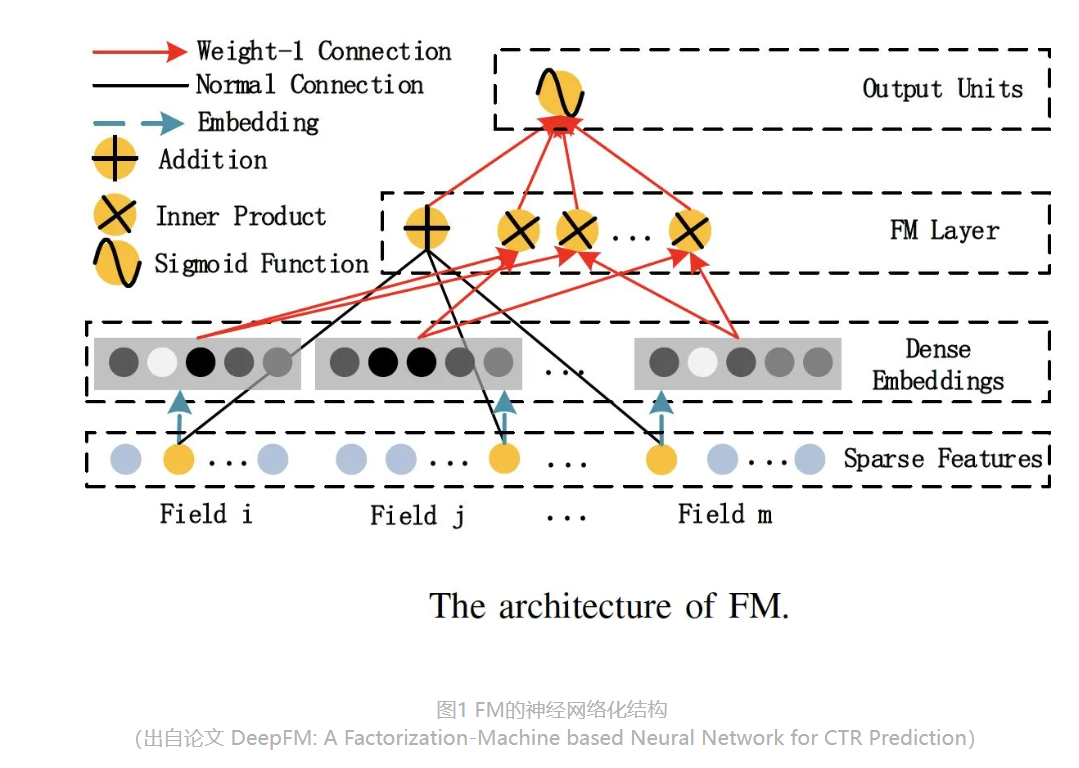 Weight-1 Connection
Normal Connection
Embedding
Addition
Inner Product
Sigmoid Function
Output Units
FM Layer
...
Dense
Embeddings
...
Sparse Features
... ... ... ...
Field i
Field j
...
Field m
The architecture of FM.
图1 FM的神经网络化结构
(出自论文 DeepFM: A Factorization-Machine based Neural Network for CTR Prediction)